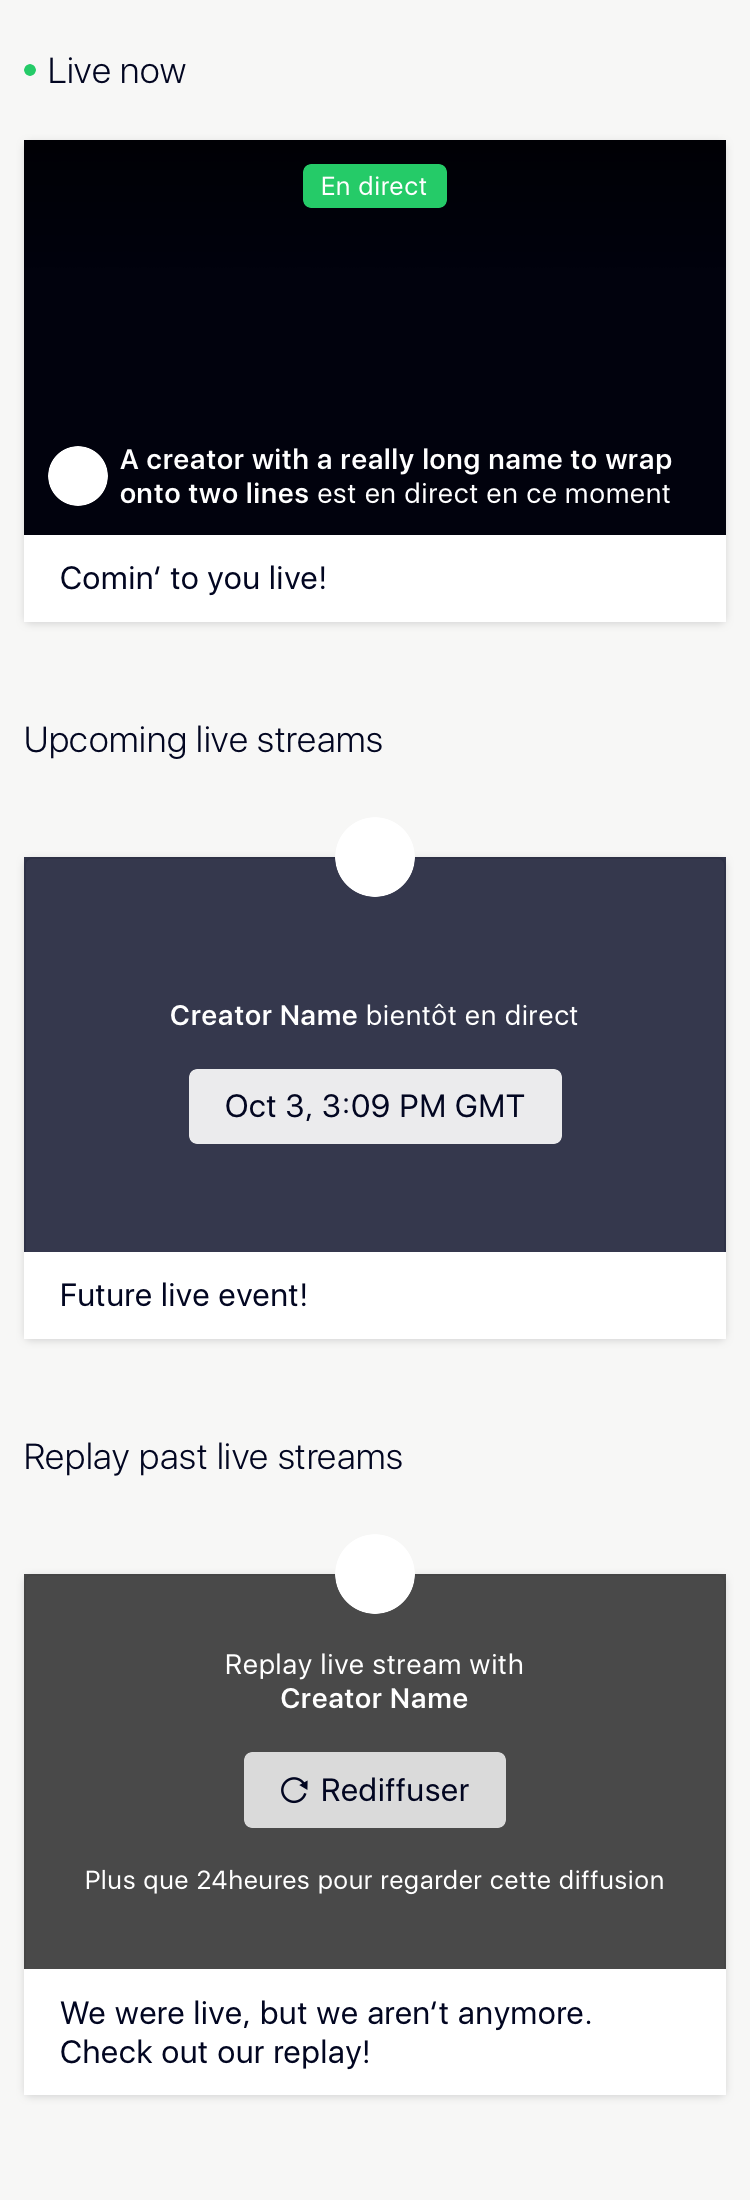 Live now
En direct
A creator with a really long name to wrap
onto two lines est en direct en ce moment
Comin‘ to you live!
Upcoming live streams
Creator Name bientôt en direct
Oct 3, 3:09 PM GMT
Future live event!
Replay past live streams
Replay live stream with
Creator Name
Rediffuser
Plus que 24heures pour regarder cette diffusion
We were live, but we aren‘t anymore.
Check out our replay!